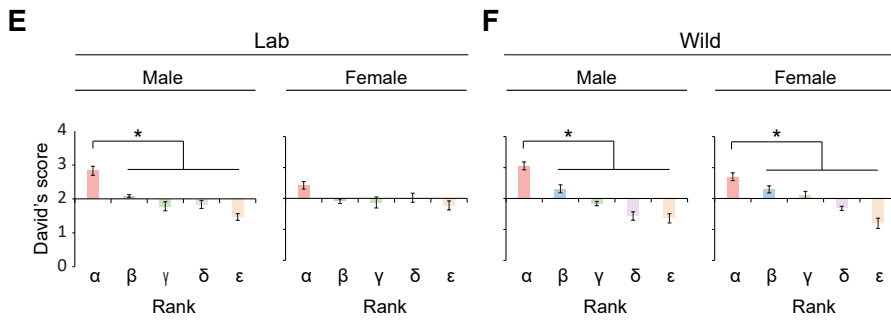 E
Lab
Male
Female
David's score
4
3
2
1
0
*
α β γ δ ε
Rank
α β γ δ ε
Rank
F
Wild
Male
Female
*
*
α β γ δ ε
Rank
α β γ δ ε
Rank